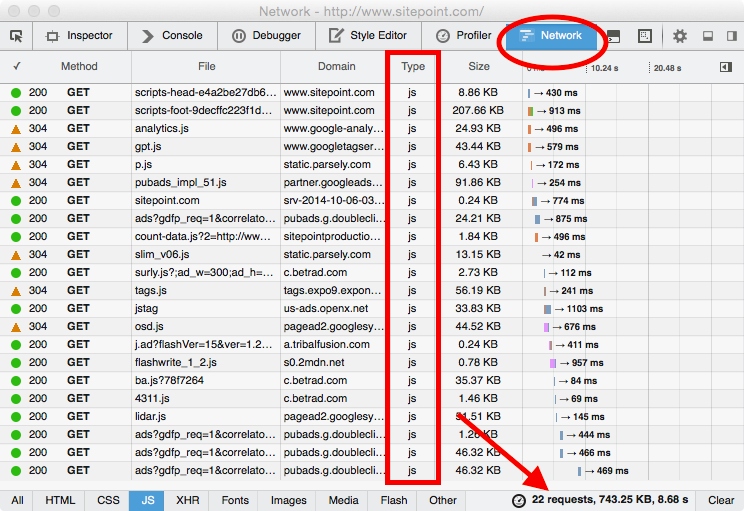 Network - http://www.sitepoint.com/
Inspector Console Debugger Style Editor Profiler Network
✓ Method File Domain Type Size 10.24 s 20.48 s
200 GET scripts-head-e4a2be27db6... www.sitepoint.com js 8.86 KB → 430 ms
200 GET scripts-foot-9decffc223f1d... www.sitepoint.com js 207.66 KB → 913 ms
304 GET analytics.js www.google-analy... js 24.93 KB → 496 ms
304 GET gpt.js www.googletagser... js 43.44 KB → 579 ms
304 GET p.js static.parsely.com js 6.43 KB → 172 ms
304 GET pubads_impl_51.js partner.googleads... js 91.86 KB → 254 ms
200 GET sitepoint.com srv-2014-10-06-03... js 0.24 KB → 774 ms
200 GET ads?gdfp_req=1&correlato... pubads.g.doublecli... js 24.21 KB → 875 ms
200 GET count-data.js?2=http://ww... sitepointproductio... js 1.84 KB → 496 ms
304 GET slim_v06.js static.parsely.com js 13.15 KB → 42 ms
200 GET surly.js?;ad_w=300;ad_h=... c.betrad.com js 2.73 KB → 112 ms
304 GET tags.js tags.expo9.expon... js 56.19 KB → 241 ms
200 GET jstag us-ads.openx.net js 33.83 KB → 1103 ms
304 GET osd.js pagead2.googlesy... js 44.52 KB → 676 ms
200 GET j.ad?flashVer=15&ver=1.2... a.tribalfusion.com js 0.24 KB → 411 ms
200 GET flashwrite_1_2.js s0.2mdn.net js 0.78 KB → 957 ms
200 GET ba.js?78f7264 c.betrad.com js 35.37 KB → 84 ms
200 GET 4311.js c.betrad.com js 1.46 KB → 69 ms
200 GET lidar.js pagead2.googlesy... js 51 KB → 145 ms
200 GET ads?gdfp_req=1&correlato... pubads.g.doublecli... js KB → 444 ms
200 GET ads?gdfp_req=1&correlato... pubads.g.doublecli... js 46.32 KB → 466 ms
200 GET ads?gdfp_req=1&correlato... pubads.g.doublecli... js 46.32 KB → 469 ms
All HTML CSS JS XHR Fonts Images Media Flash Other 22 requests, 743.25 KB, 8.68 s Clear